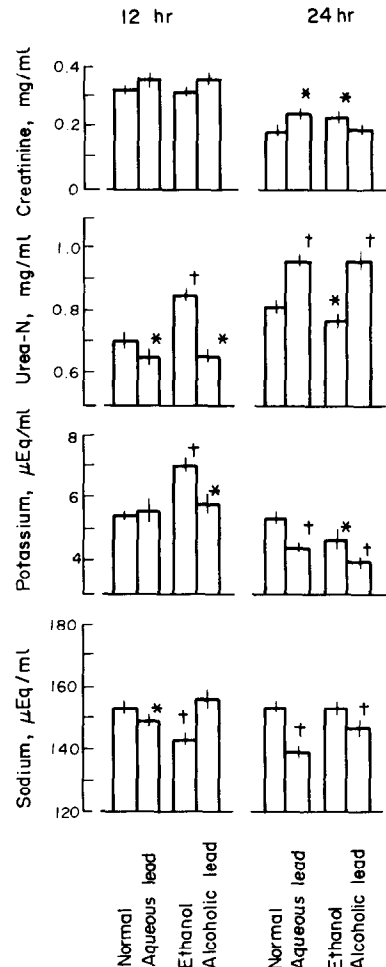 12 hr 24 hr
Creatinine, mg/ml
0.4
0.2
0
* *
Urea-N, mg/ml
1.0
0.8
0.6
* † * † * †
Potassium, μEq/ml
8
6
4
† * † * †
Sodium, μEq/ml
180
160
140
120
* † † †
Normal
Aqueous lead
Ethanol
Alcoholic lead
Normal
Aqueous lead
Ethanol
Alcoholic lead